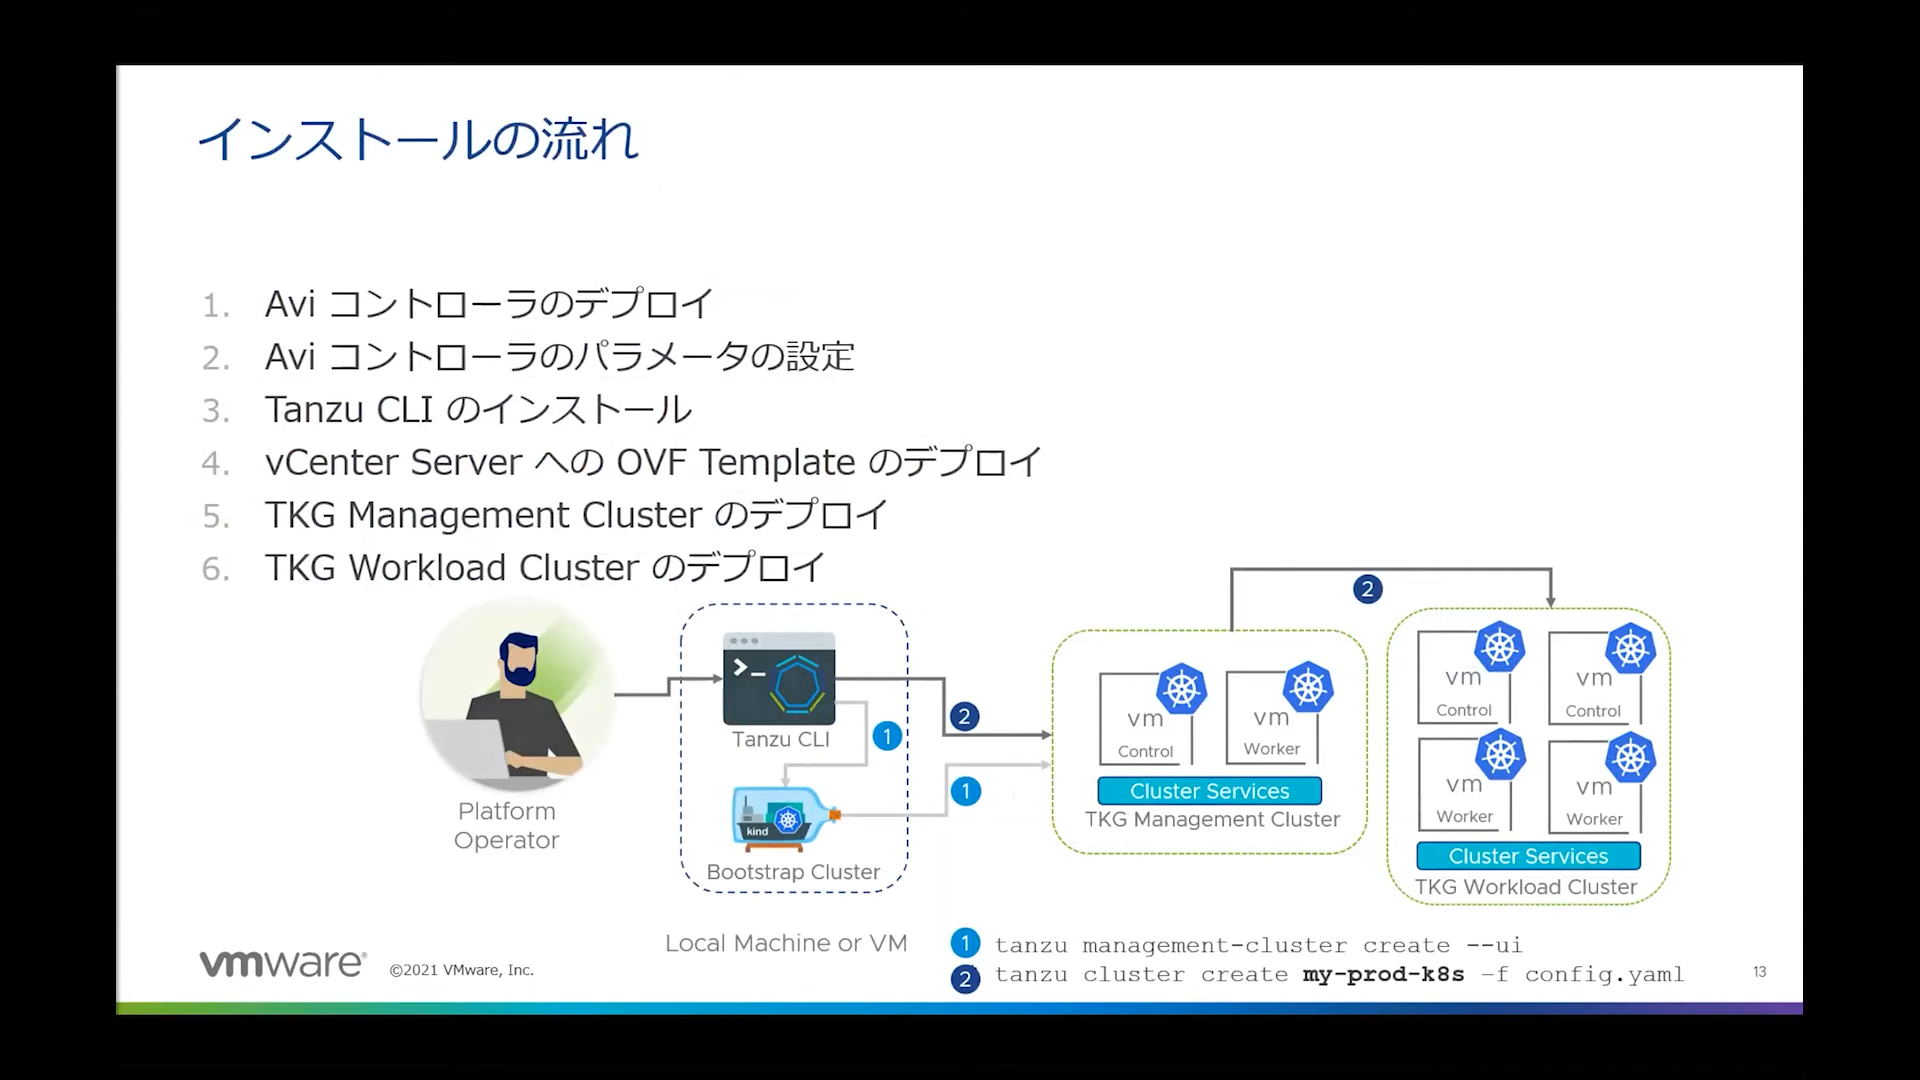 インストールの流れ
1. Avi コントローラのデプロイ
2. Avi コントローラのパラメータの設定
3. Tanzu CLI のインストール
4. vCenter Server への OVF Template のデプロイ
5. TKG Management Cluster のデプロイ
6. TKG Workload Cluster のデプロイ
Platform
Operator
>_
Tanzu CLI
1
kind
Bootstrap Cluster
Local Machine or VM
2
1
vm
Control
vm
Worker
Cluster Services
TKG Management Cluster
2
vm
Control
vm
Control
vm
Worker
vm
Worker
Cluster Services
TKG Workload Cluster
1 tanzu management-cluster create --ui
2 tanzu cluster create my-prod-k8s –f config.yaml
vmware® ©2021 VMware, Inc.
13